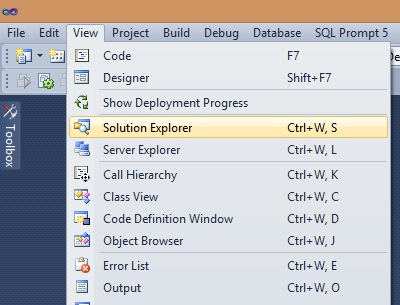 File Edit View Project Build Debug Database SQL Prompt 5
De
Code F7
Designer Shift+F7
Show Deployment Progress
Solution Explorer Ctrl+W, S
Server Explorer Ctrl+W, L
Call Hierarchy Ctrl+W, K
Class View Ctrl+W, C
Code Definition Window Ctrl+W, D
Object Browser Ctrl+W, J
Error List Ctrl+W, E
Output Ctrl+W, O
Toolbox